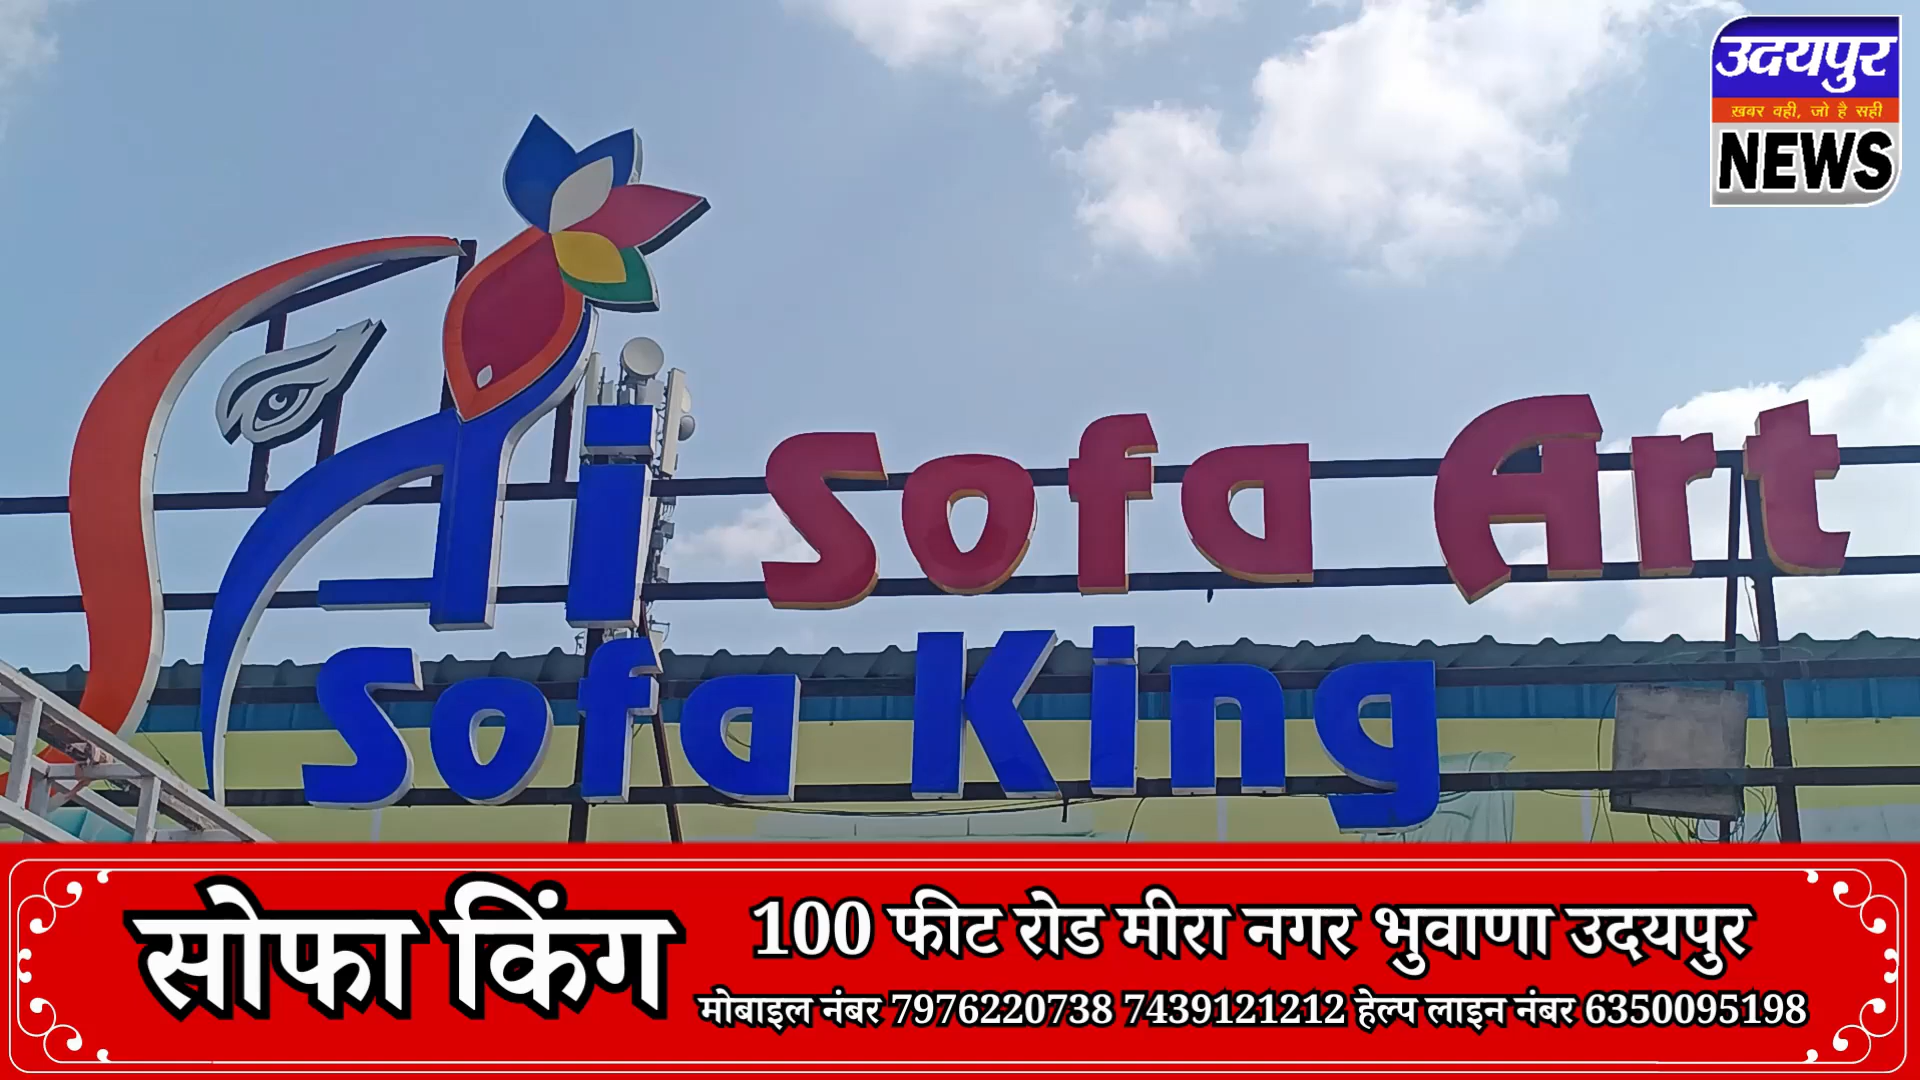 उदयपुर
ख़बर वही, जो है सही
NEWS
Sofa Art
Sofa King
सोफा किंग
100 फीट रोड मीरा नगर भुवाणा उदयपुर
मोबाइल नंबर 7976220738 7439121212 हेल्प लाइन नंबर 6350095198